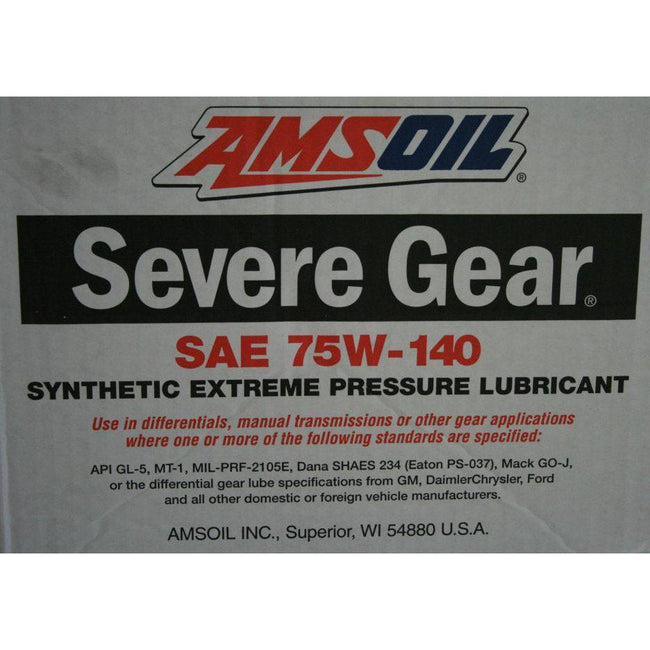 AMSOIL®
Severe Gear®
SAE 75W-140
SYNTHETIC EXTREME PRESSURE LUBRICANT
Use in differentials, manual transmissions or other gear applications
where one or more of the following standards are specified:
API GL-5, MT-1, MIL-PRF-2105E, Dana SHAES 234 (Eaton PS-037), Mack GO-J,
or the differential gear lube specifications from GM, DaimlerChrysler, Ford
and all other domestic or foreign vehicle manufacturers.
AMSOIL INC., Superior, WI 54880 U.S.A.